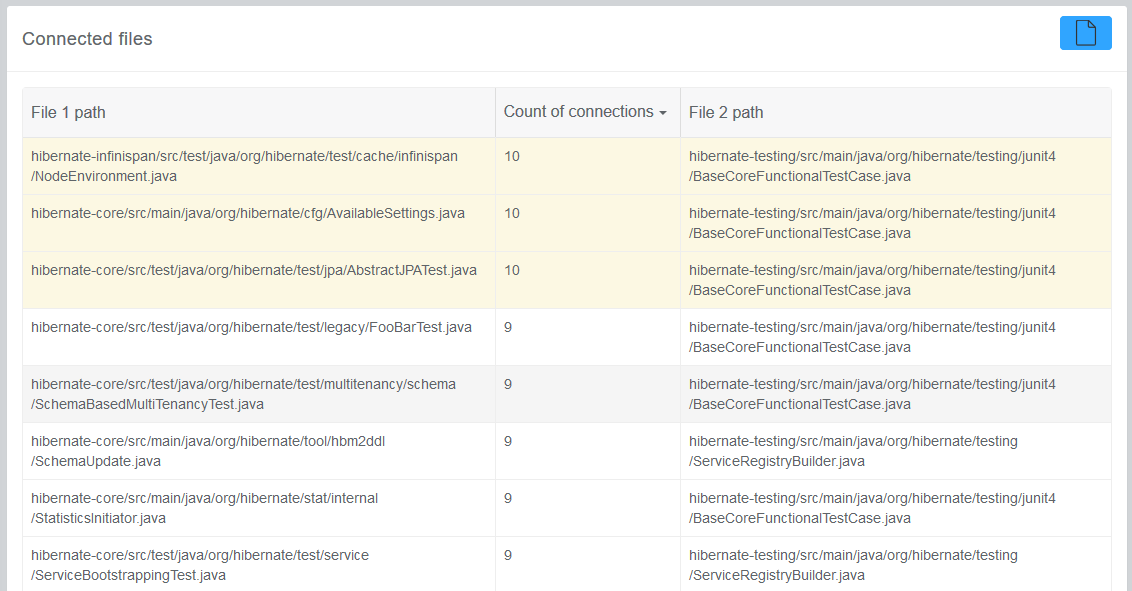 Connected files
File 1 path
Count of connections
File 2 path
hibernate-infinispan/src/test/java/org/hibernate/test/cache/infinispan
/NodeEnvironment.java
10
hibernate-testing/src/main/java/org/hibernate/testing/junit4
/BaseCoreFunctionalTestCase.java
hibernate-core/src/main/java/org/hibernate/cfg/AvailableSettings.java
10
hibernate-testing/src/main/java/org/hibernate/testing/junit4
/BaseCoreFunctionalTestCase.java
hibernate-core/src/test/java/org/hibernate/test/jpa/AbstractJPATest.java
10
hibernate-testing/src/main/java/org/hibernate/testing/junit4
/BaseCoreFunctionalTestCase.java
hibernate-core/src/test/java/org/hibernate/test/legacy/FooBarTest.java
9
hibernate-testing/src/main/java/org/hibernate/testing/junit4
/BaseCoreFunctionalTestCase.java
hibernate-core/src/test/java/org/hibernate/test/multitenancy/schema
/SchemaBasedMultiTenancyTest.java
9
hibernate-testing/src/main/java/org/hibernate/testing/junit4
/BaseCoreFunctionalTestCase.java
hibernate-core/src/main/java/org/hibernate/tool/hbm2ddl
/SchemaUpdate.java
9
hibernate-testing/src/main/java/org/hibernate/testing
/ServiceRegistryBuilder.java
hibernate-core/src/main/java/org/hibernate/stat/internal
/StatisticsInitiator.java
9
hibernate-testing/src/main/java/org/hibernate/testing/junit4
/BaseCoreFunctionalTestCase.java
hibernate-core/src/test/java/org/hibernate/test/service
/ServiceBootstrappingTest.java
9
hibernate-testing/src/main/java/org/hibernate/testing
/ServiceRegistryBuilder.java